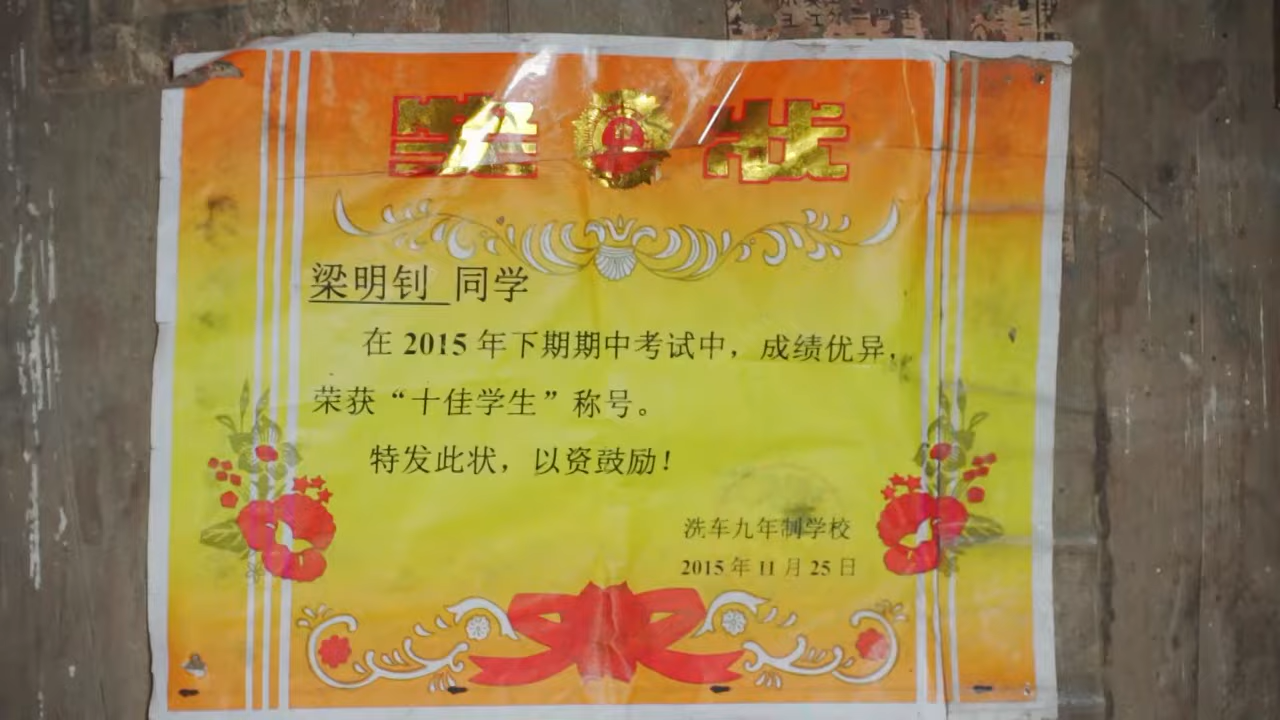 奖状
梁明钊 同学
在 2015 年下期期中考试中，成绩优异，
荣获“十佳学生”称号。
特发此状，以资鼓励！
洗车九年制学校
2015 年 11 月 25 日